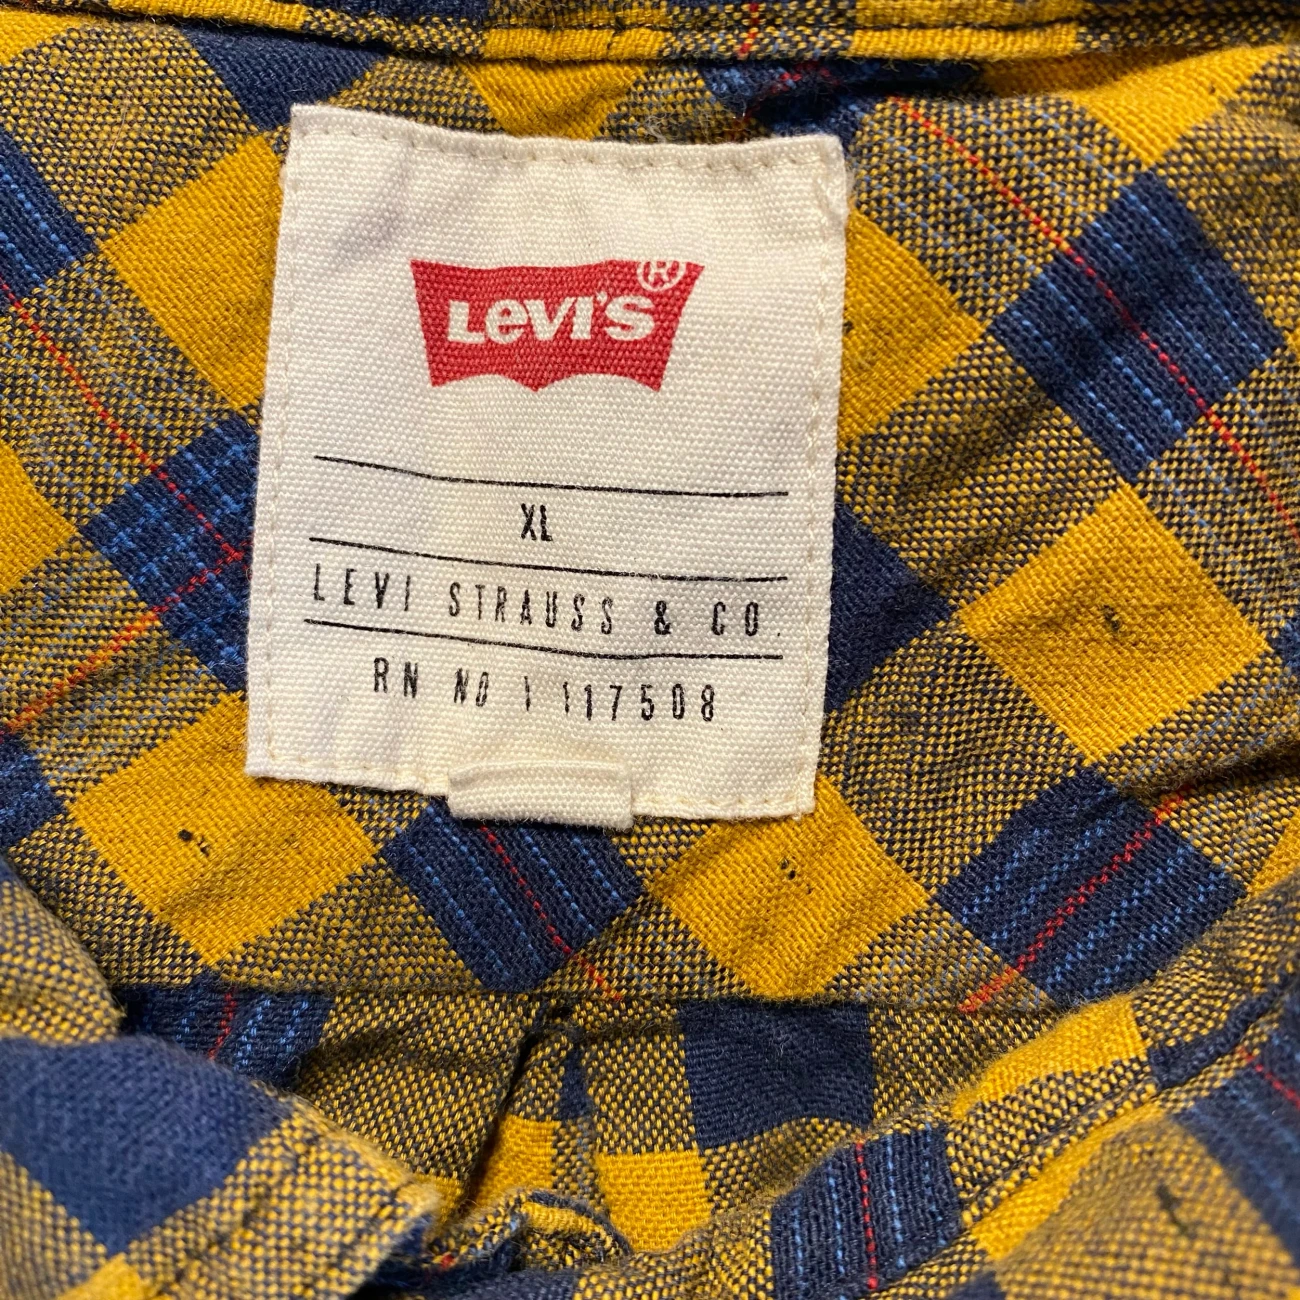 LEVI'S ®
XL
LEVI STRAUSS & CO.
RN NO 1 117508